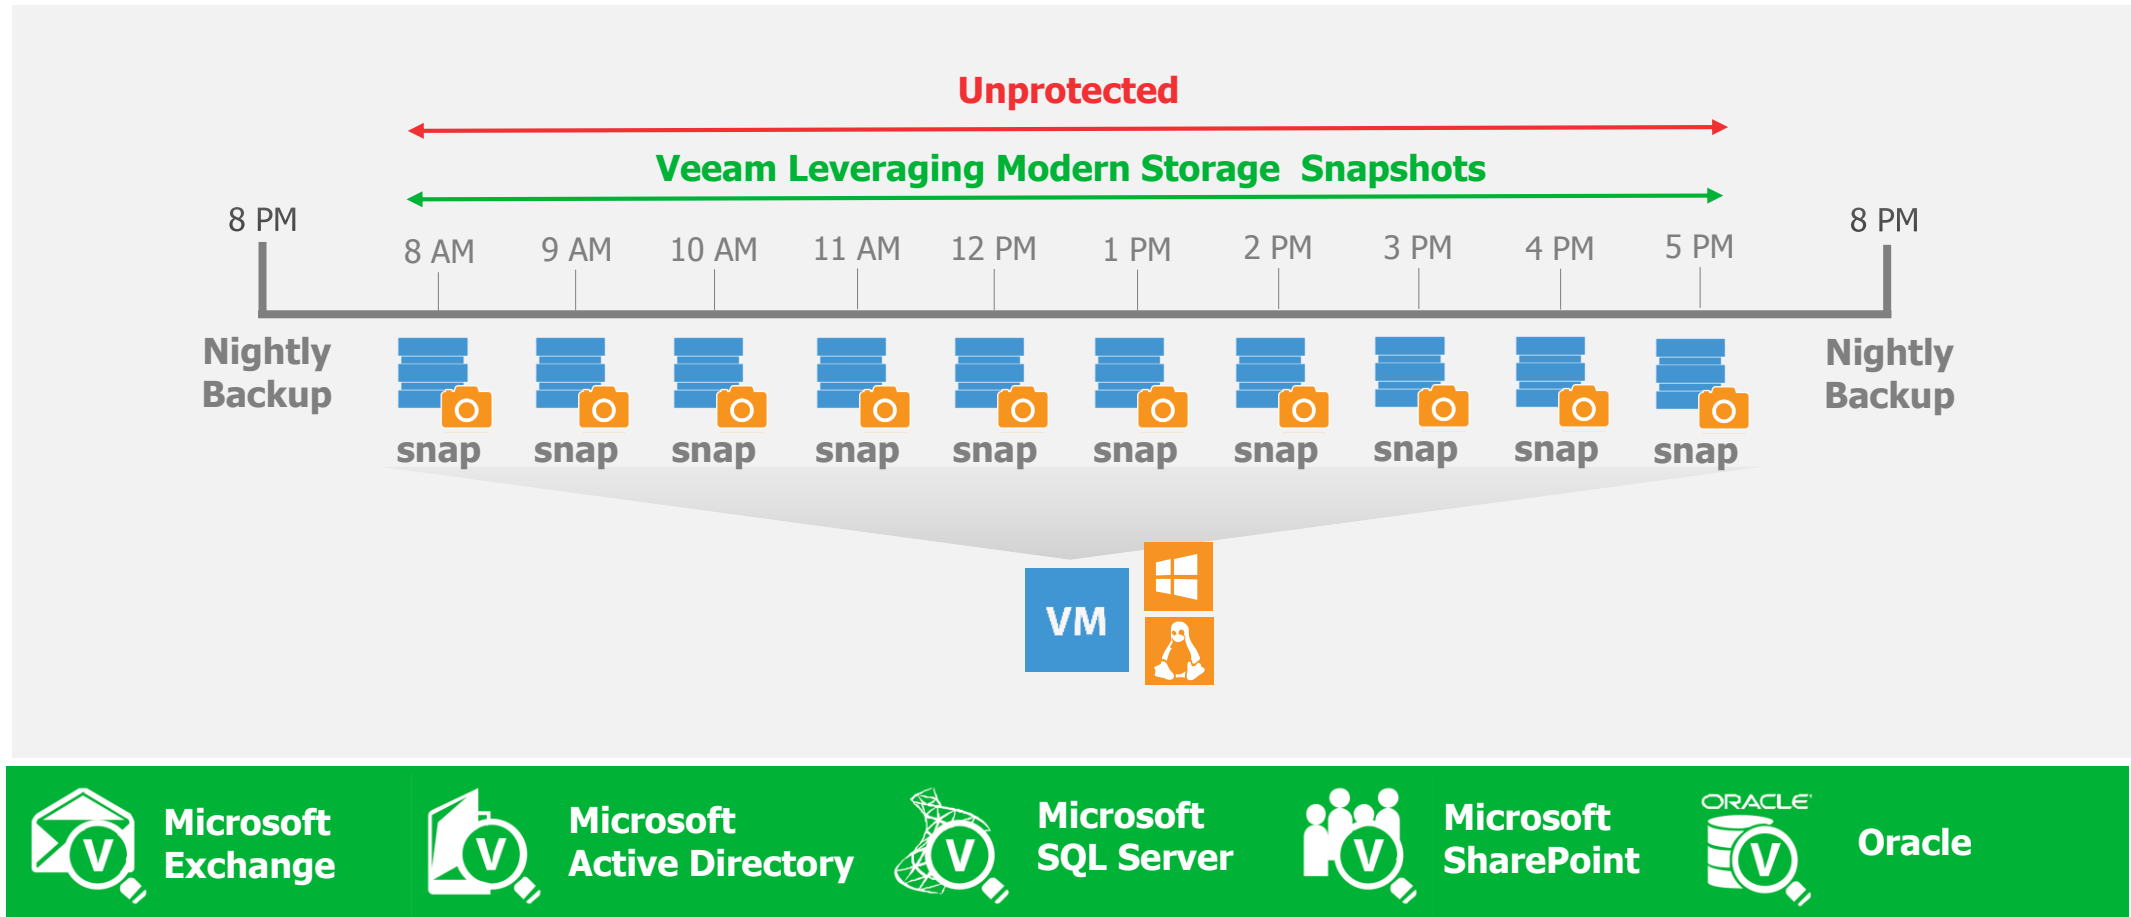 Unprotected
Veeam Leveraging Modern Storage  Snapshots
8 PM
8 AM
9 AM
10 AM
11 AM
12 PM
1 PM
2 PM
3 PM
4 PM
5 PM
8 PM
Nightly
Backup
snap
snap
snap
snap
snap
snap
snap
snap
snap
snap
Nightly
Backup
VM
V
Microsoft
Exchange
V
Microsoft
Active Directory
V
Microsoft
SQL Server
V
Microsoft
SharePoint
ORACLE
V
Oracle